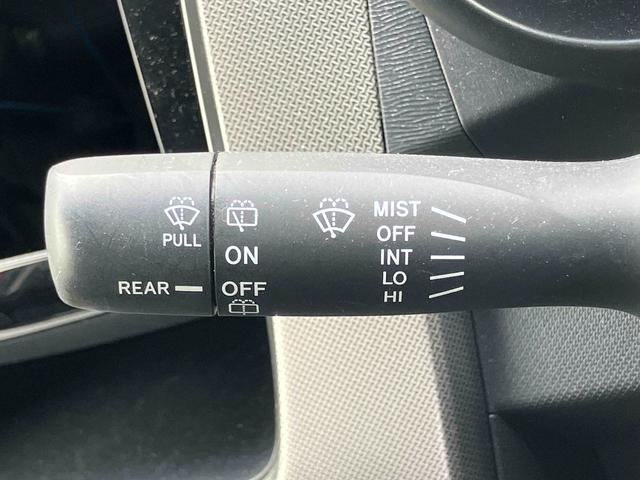 PULL
REAR
ON
OFF
MIST
OFF
INT
LO
HI